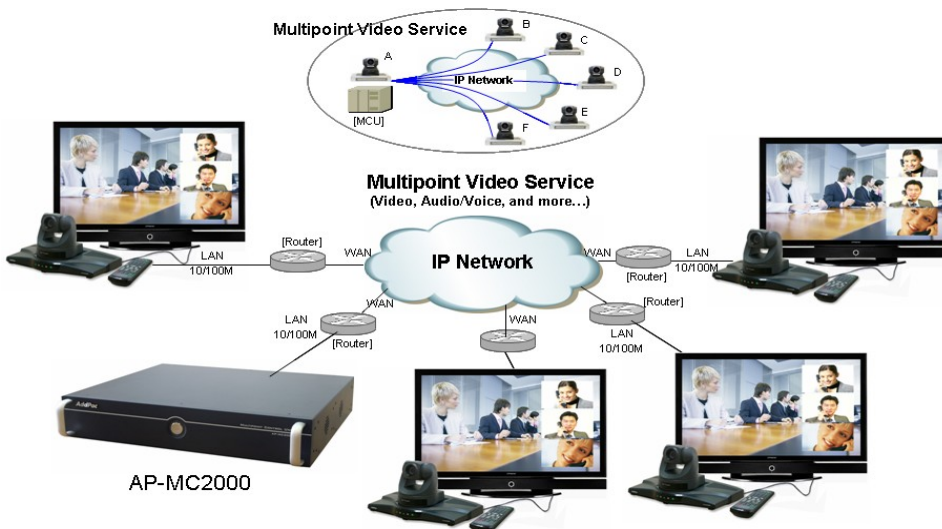 Multipoint Video Service
A
B
C
D
E
F
IP Network
[MCU]
Multipoint Video Service
(Video, Audio/Voice, and more...)
IP Network
[Router]
WAN
LAN
10/100M
WAN
[Router]
LAN
10/100M
WAN
LAN
10/100M
[Router]
WAN
[Router]
LAN
10/100M
AddPac
AP-MC2000